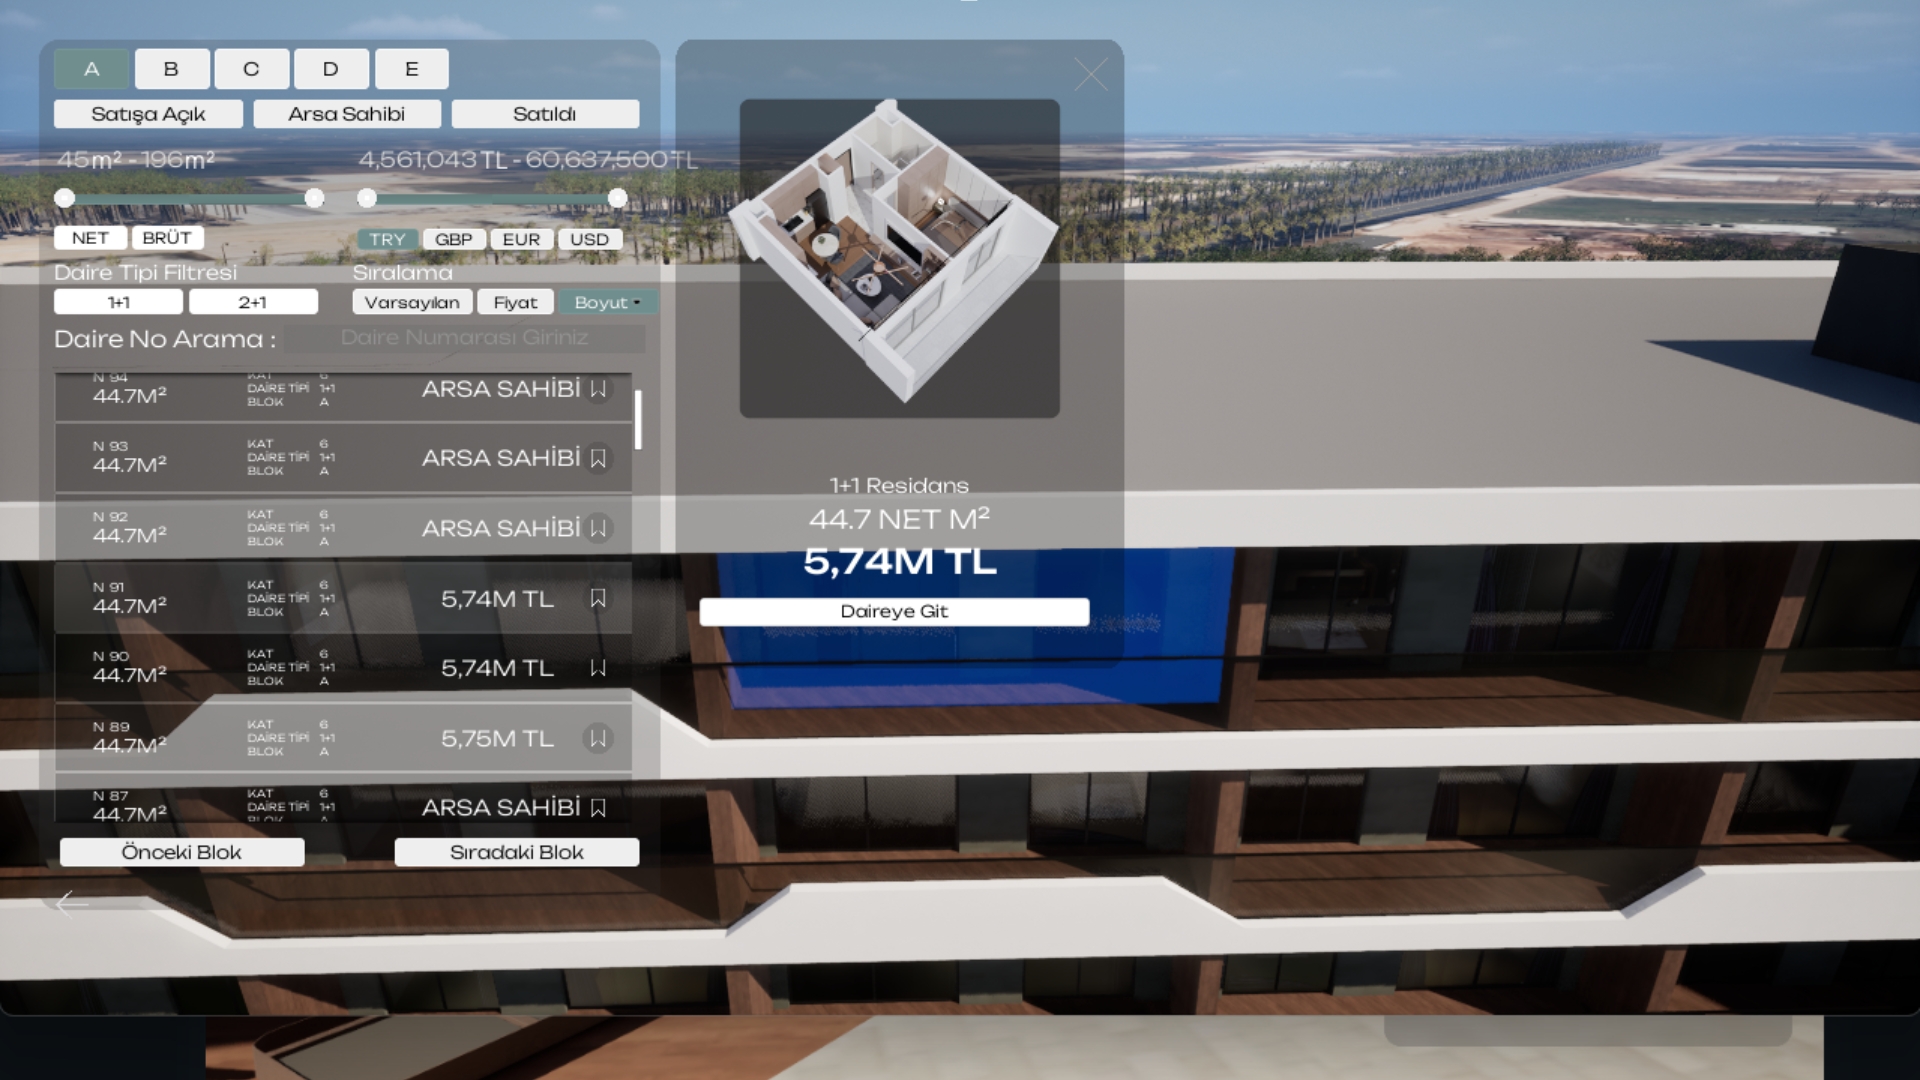 A B C D E
Satışa Açık Arsa Sahibi Satıldı
45m² - 196m² 4,561,043 TL - 60,637,500 TL
NET BRÜT TRY GBP EUR USD
Daire Tipi Filtresi Sıralama
1+1 2+1 Varsayılan Fiyat Boyut
Daire No Arama : Daire Numarası Giriniz
N 94 KAT 6
44.7M² DAİRE TİPİ 1+1 ARSA SAHİBİ
BLOK A
N 93 KAT 6
44.7M² DAİRE TİPİ 1+1 ARSA SAHİBİ
BLOK A
N 92 KAT 6
44.7M² DAİRE TİPİ 1+1 ARSA SAHİBİ
BLOK A
N 91 KAT 6
44.7M² DAİRE TİPİ 1+1 5,74M TL
BLOK A
N 90 KAT 6
44.7M² DAİRE TİPİ 1+1 5,74M TL
BLOK A
N 89 KAT 6
44.7M² DAİRE TİPİ 1+1 5,75M TL
BLOK A
N 87 KAT 6
44.7M² DAİRE TİPİ 1+1 ARSA SAHİBİ
BLOK A
Önceki Blok Sıradaki Blok
1+1 Residans
44.7 NET M²
5,74M TL
Daireye Git